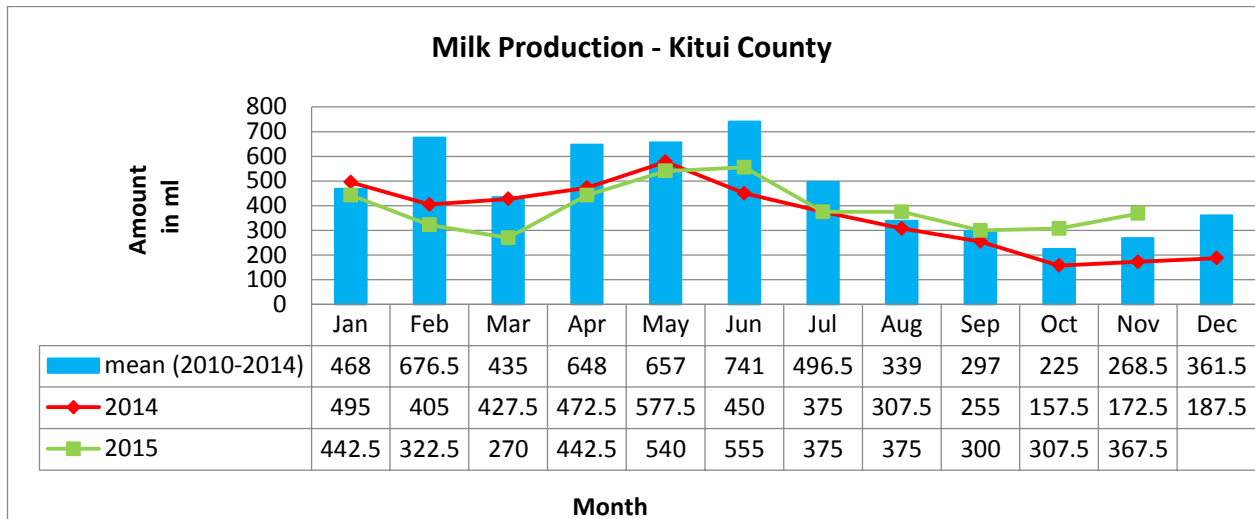 Milk Production - Kitui County
Amount
in ml
800
700
600
500
400
300
200
100
0
Jan Feb Mar Apr May Jun Jul Aug Sep Oct Nov Dec
mean (2010-2014) 468 676.5 435 648 657 741 496.5 339 297 225 268.5 361.5
2014 495 405 427.5 472.5 577.5 450 375 307.5 255 157.5 172.5 187.5
2015 442.5 322.5 270 442.5 540 555 375 375 300 307.5 367.5
Month